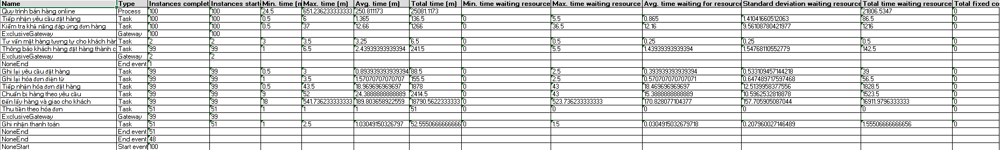 Name Type Instances complet Instances start Min. time (m Max. time (m) Avg. time (m) Total time (m) Min. time waiting resource Max. time waiting resource Avg. time waiting for resource Standard deviation waiting resource Total time waiting resource Total fixed co
Quy trình bán hàng online Process 100 100 24.5 651.236233333333 250.811173 25081.1173 21806.5347 0
Tiếp nhận yêu cầu đặt hàng Task 100 100 0.5 6 1.365 136.5 0 5.5 0.865 1.41041660512063 86.5 0
Kiểm tra khả năng đáp ứng đơn hàng Task 100 100 0.5 37 12.66 1266 0 36.5 12.16 9.56108780421977 1216 0
ExclusiveGateway Gateway 100 100
Tư vấn mặt hàng tương tự cho khách hàn Task 2 2 3 3.5 3.25 6.5 0 0.5 0.25 0.25 0.5 0
Thông báo khách hàng đặt hàng thành c Task 99 99 1 6.5 2.43939393939394 241.5 0 5.5 1.43939393939394 1.54768110552779 142.5 0
ExclusiveGateway Gateway 2 2
NoneEnd End event 1
Ghi lại yêu cầu đặt hàng Task 99 99 0.5 3 0.893939393939394 88.5 0 2.5 0.393939393939394 0.533109457144218 39 0
Ghi lại hóa đơn điện tử Task 99 99 1 3.5 1.57070707070707 155.5 0 2.5 0.570707070707071 0.647489717597468 56.5 0
Tiếp nhận hóa đơn đặt hàng Task 99 99 0.5 43.5 18.969696969697 1878 0 43 18.469696969697 12.5139958377556 1828.5 0
Chuẩn bị hàng theo yêu cầu Task 99 99 9 52 24.3888888888889 2414.5 0 43 15.3888888888889 10.5962532818878 1523.5 0
Đến lấy hàng và giao cho khách Task 99 99 18 541.736233333333 189.803658922559 18790.5622333333 0 523.736233333333 170.828077104377 157.705905087044 16911.9796333333 0
Thu tiền theo hóa đơn Task 51 51 1 1 1 51 0 0 0 0 0 0
ExclusiveGateway Gateway 99 99
Ghi nhận thanh toán Task 51 51 1 2.5 1.03049150326797 52.5550666666666 0 1.5 0.0304915032679718 0.207960027146489 1.55506666666656 0
NoneEnd End event 51
NoneEnd End event 48
NoneStart Start event 100